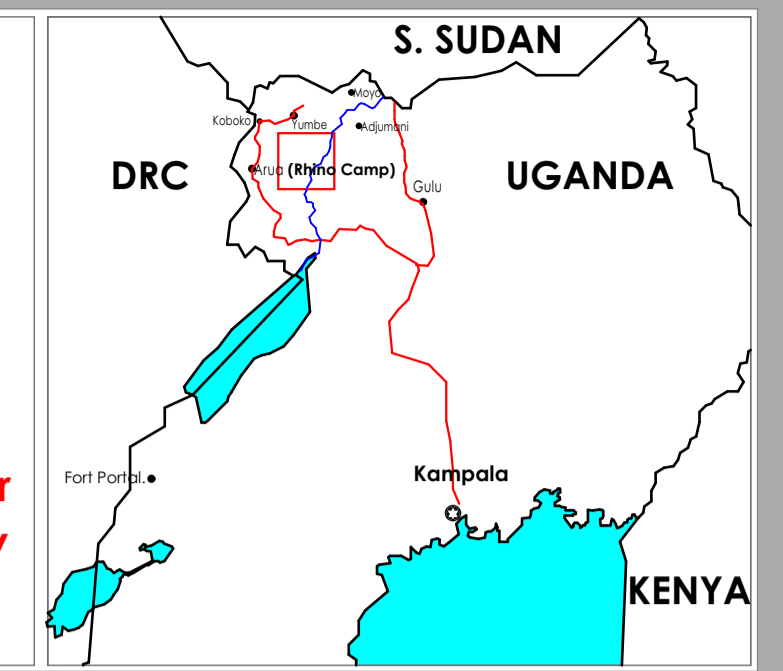 S. SUDAN
Moyo
Koboko
Yumbe
Adjumani
DRC
Arua (Rhino Camp)
UGANDA
Gulu
Fort Portal.
r
Kampala
y
KENYA